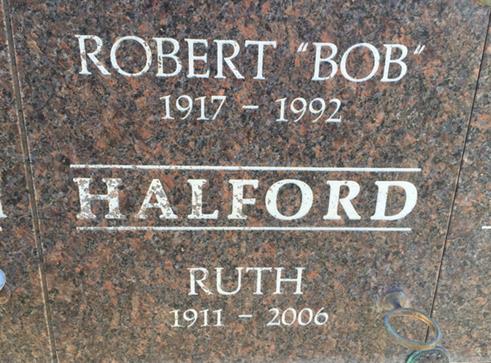 ROBERT "BOB"
1917 - 1992
HALFORD
RUTH
1911 - 2006